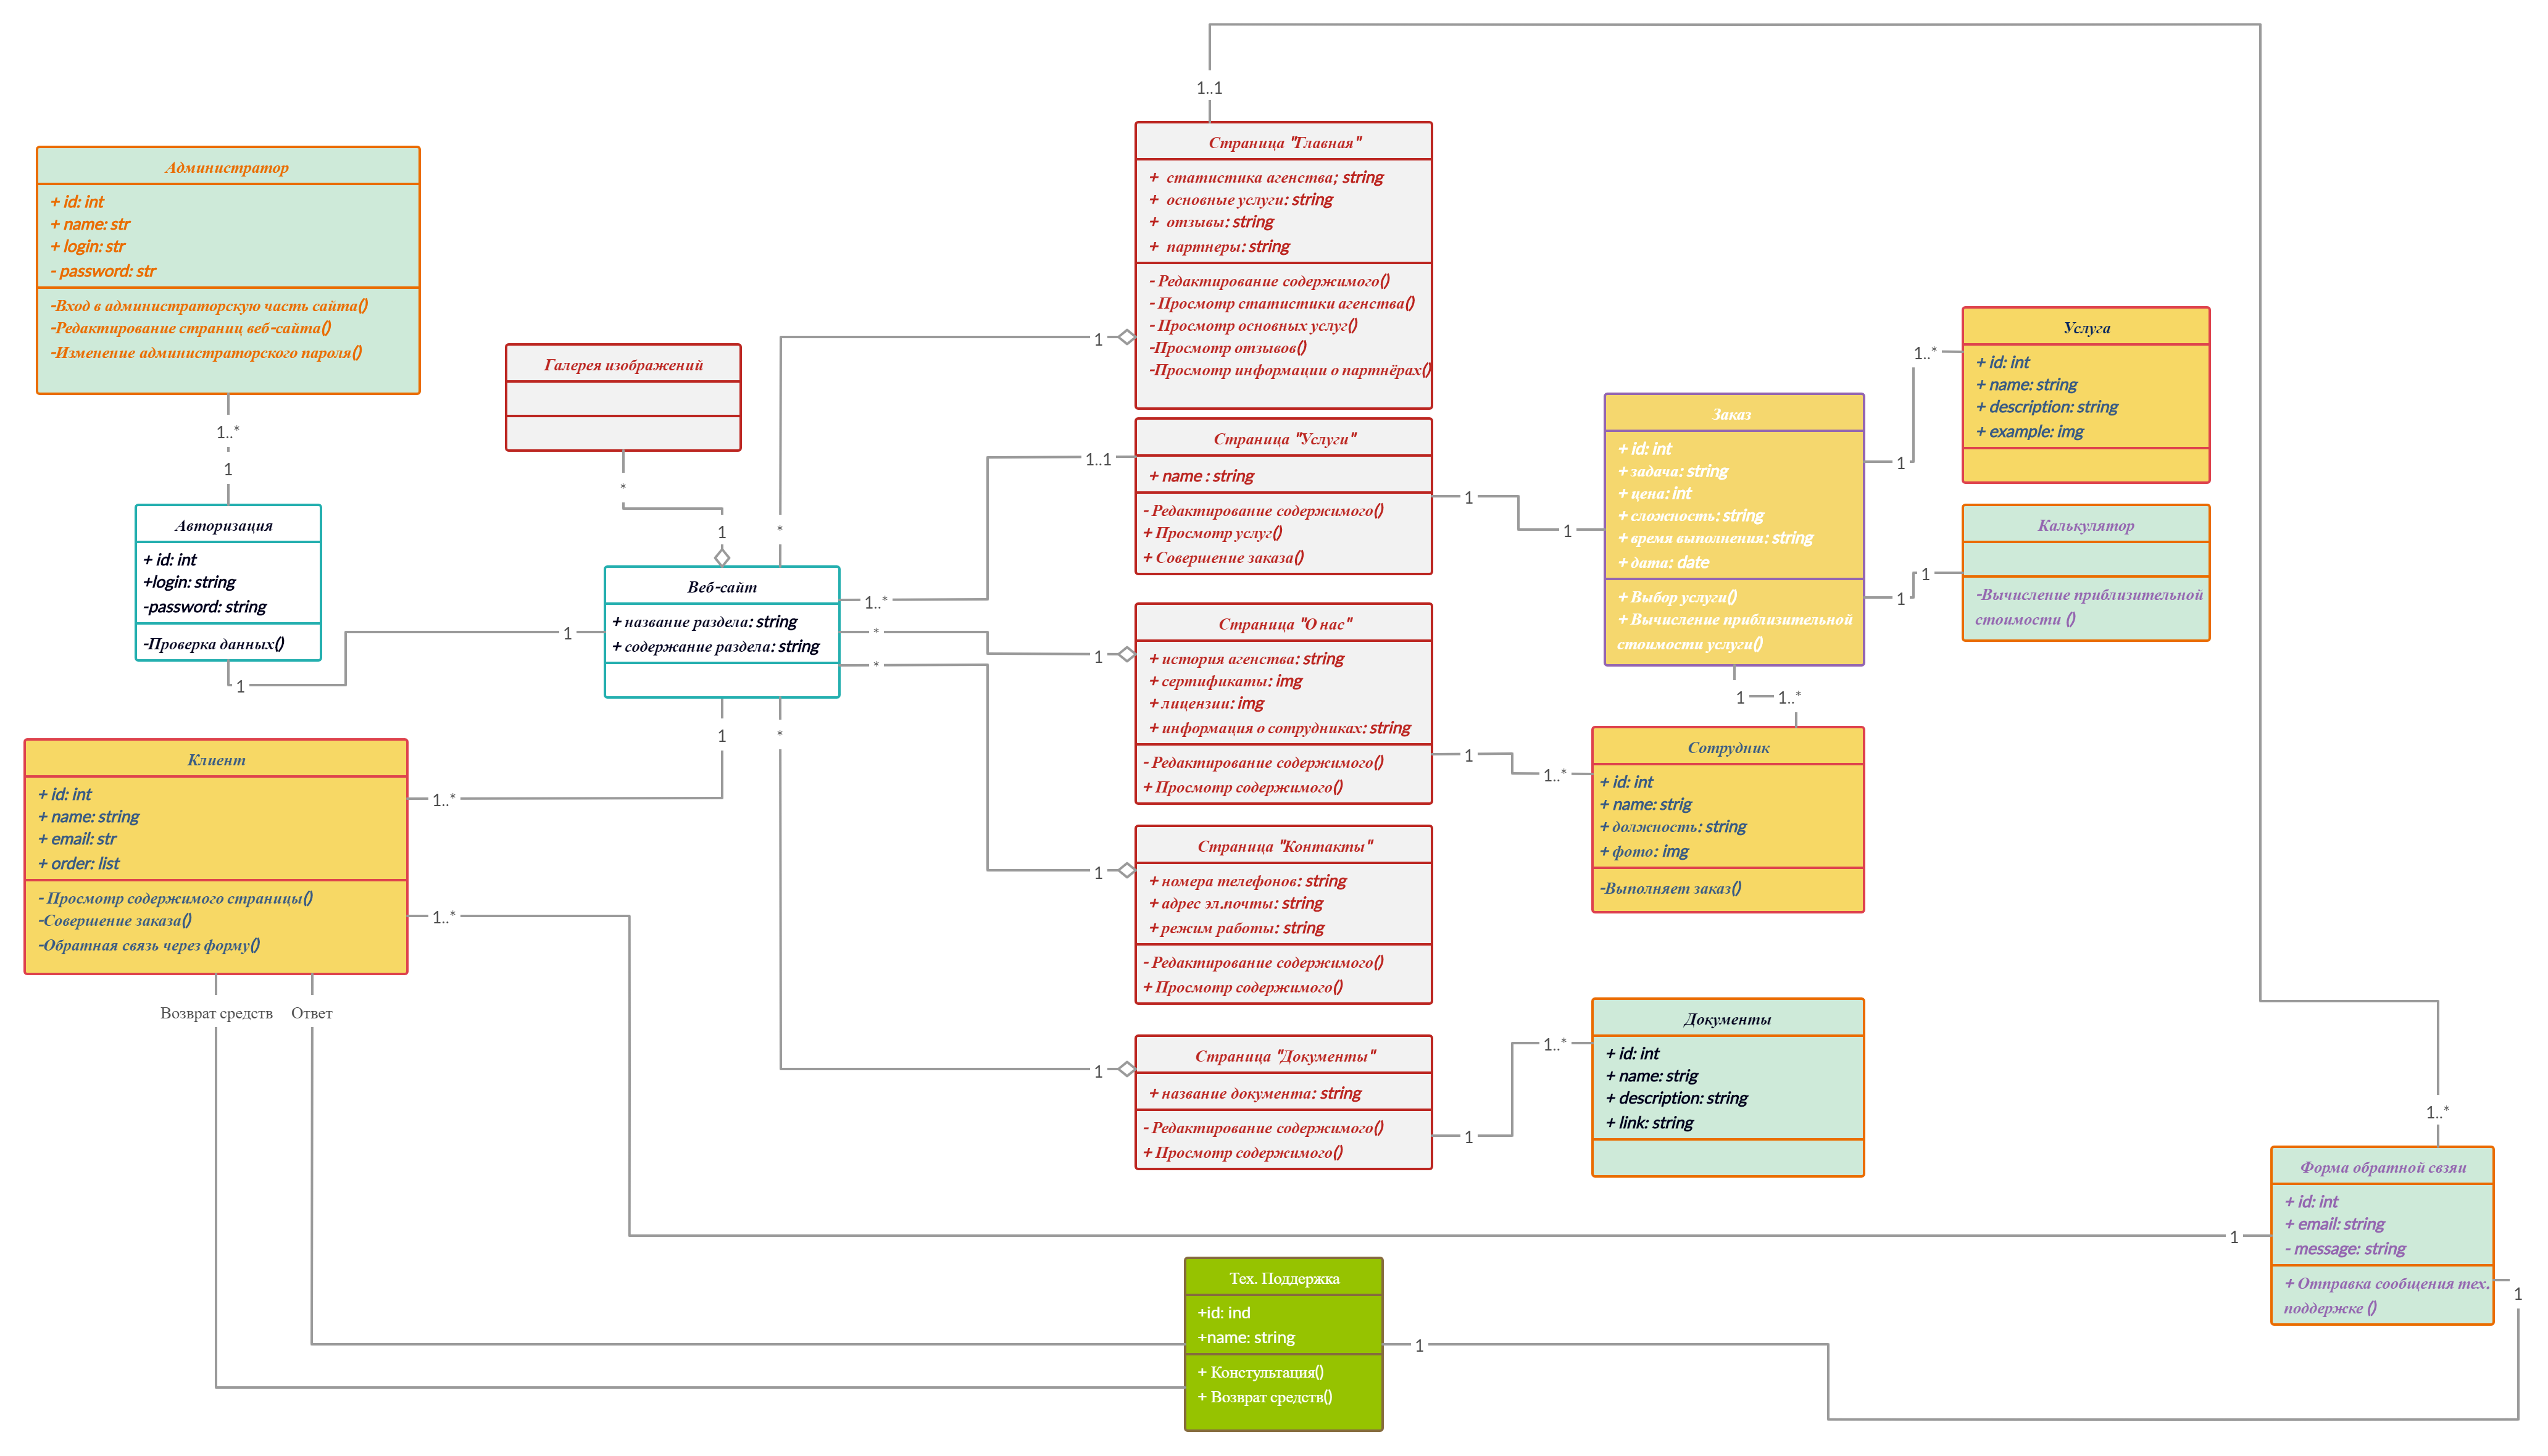 1..1
Страница "Главная"
+ статистика агенства; string
+ основные услуги: string
+ отзывы: string
+ партнеры: string
- Редактирование содержимого()
- Просмотр статистики агенства()
- Просмотр основных услуг()
-Просмотр отзывов()
-Просмотр информации о партнёрах()
1
*
Администратор
+ id: int
+ name: str
+ login: str
- password: str
-Вход в администраторскую часть сайта()
-Редактирование страниц веб-сайта()
-Изменение администраторского пароля()
1..*
1
Авторизация
+ id: int
+login: string
-password: string
-Проверка данных()
1
1
Галерея изображений
*
1
Веб-сайт
+ название раздела: string
+ содержание раздела: string
1..*
*
*
1
*
Страница "Услуги"
+ name : string
- Редактирование содержимого()
+ Просмотр услуг()
+ Совершение заказа()
1..1
1
1
Заказ
+ id: int
+ задача: string
+ цена: int
+ сложность: string
+ время выполнения: string
+ дата: date
+ Выбор услуги()
+ Вычисление приблизительной
стоимости услуги()
1
1..*
1
1
1
1..*
Услуга
+ id: int
+ name: string
+ description: string
+ example: img
Калькулятор
-Вычисление приблизительной
стоимости ()
Страница "О нас"
+ история агенства: string
+ сертификаты: img
+ лицензии: img
+ информация о сотрудниках: string
- Редактирование содержимого()
+ Просмотр содержимого()
1
1
1..*
Сотрудник
+ id: int
+ name: strig
+ должность: string
+ фото: img
-Выполняет заказ()
Клиент
+ id: int
+ name: string
+ email: str
+ order: list
- Просмотр содержимого страницы()
-Совершение заказа()
-Обратная связь через форму()
1..*
1..*
Возврат средств
Ответ
Страница "Контакты"
+ номера телефонов: string
+ адрес эл.почты: string
+ режим работы: string
- Редактирование содержимого()
+ Просмотр содержимого()
1
Страница "Документы"
+ название документа: string
- Редактирование содержимого()
+ Просмотр содержимого()
1
1
1..*
Документы
+ id: int
+ name: strig
+ description: string
+ link: string
1..*
Форма обратной свзяи
+ id: int
+ email: string
- message: string
+ Отправка сообщения тех.
поддержке ()
1
1
Тех. Поддержка
+id: ind
+name: string
+ Констультация()
+ Возврат средств()
1